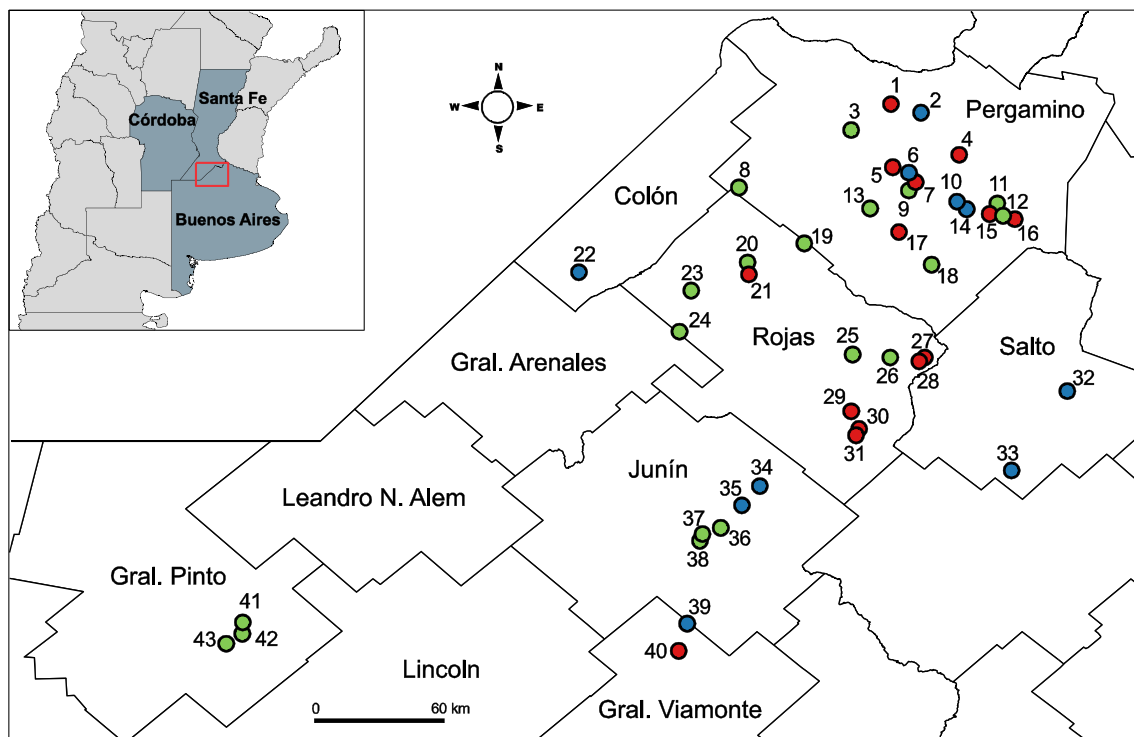 Santa Fe
Córdoba
Buenos Aires
N
W
E
S
1
2
Pergamino
3
4
5
6
7
8
Colón
9
10
11
12
13
14
15
16
17
18
19
20
21
22
23
24
Gral. Arenales
Rojas
25
26
27
28
Salto
29
30
31
32
33
Junín
34
35
36
37
38
Leandro N. Alem
Gral. Pinto
39
40
41
42
43
Lincoln
Gral. Viamonte
0
60 km